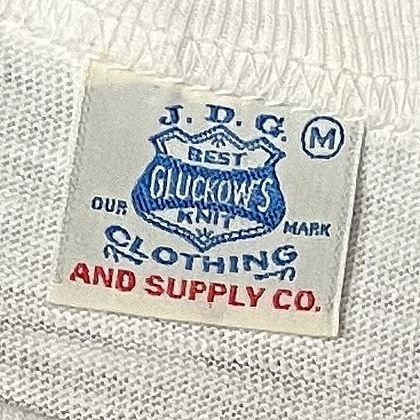 J. D. G. M
BEST
GLUCKOW'S
KNIT
OUR MARK
CLOTHING
AND SUPPLY CO.